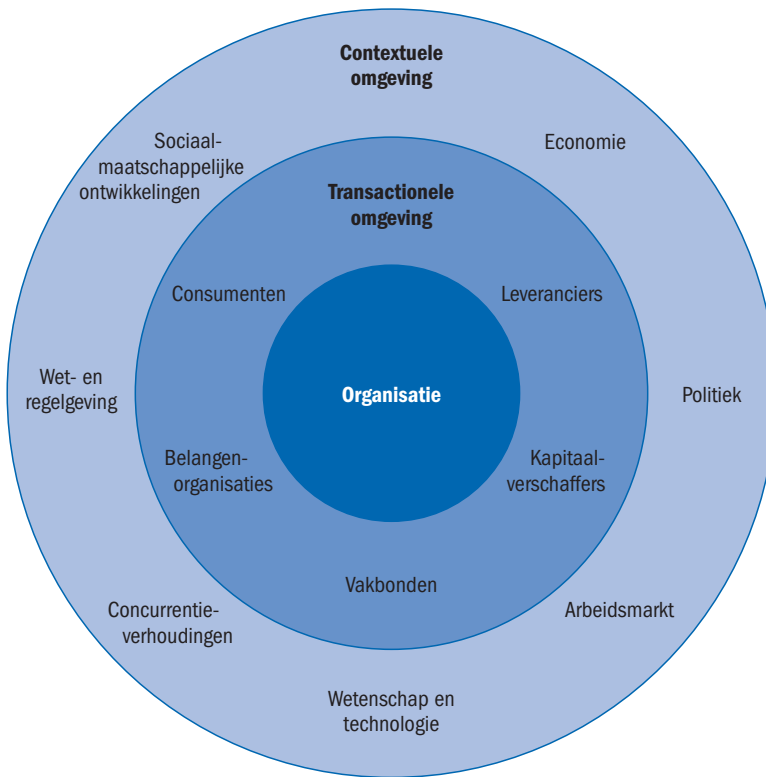 Contextuele
omgeving
Sociaal-
maatschappelijke
ontwikkelingen
Economie
Transactionele
omgeving
Consumenten
Leveranciers
Wet- en
regelgeving
Organisatie
Politiek
Belangen-
organisaties
Kapitaal-
verschaffers
Vakbonden
Concurrentie-
verhoudingen
Arbeidsmarkt
Wetenschap en
technologie